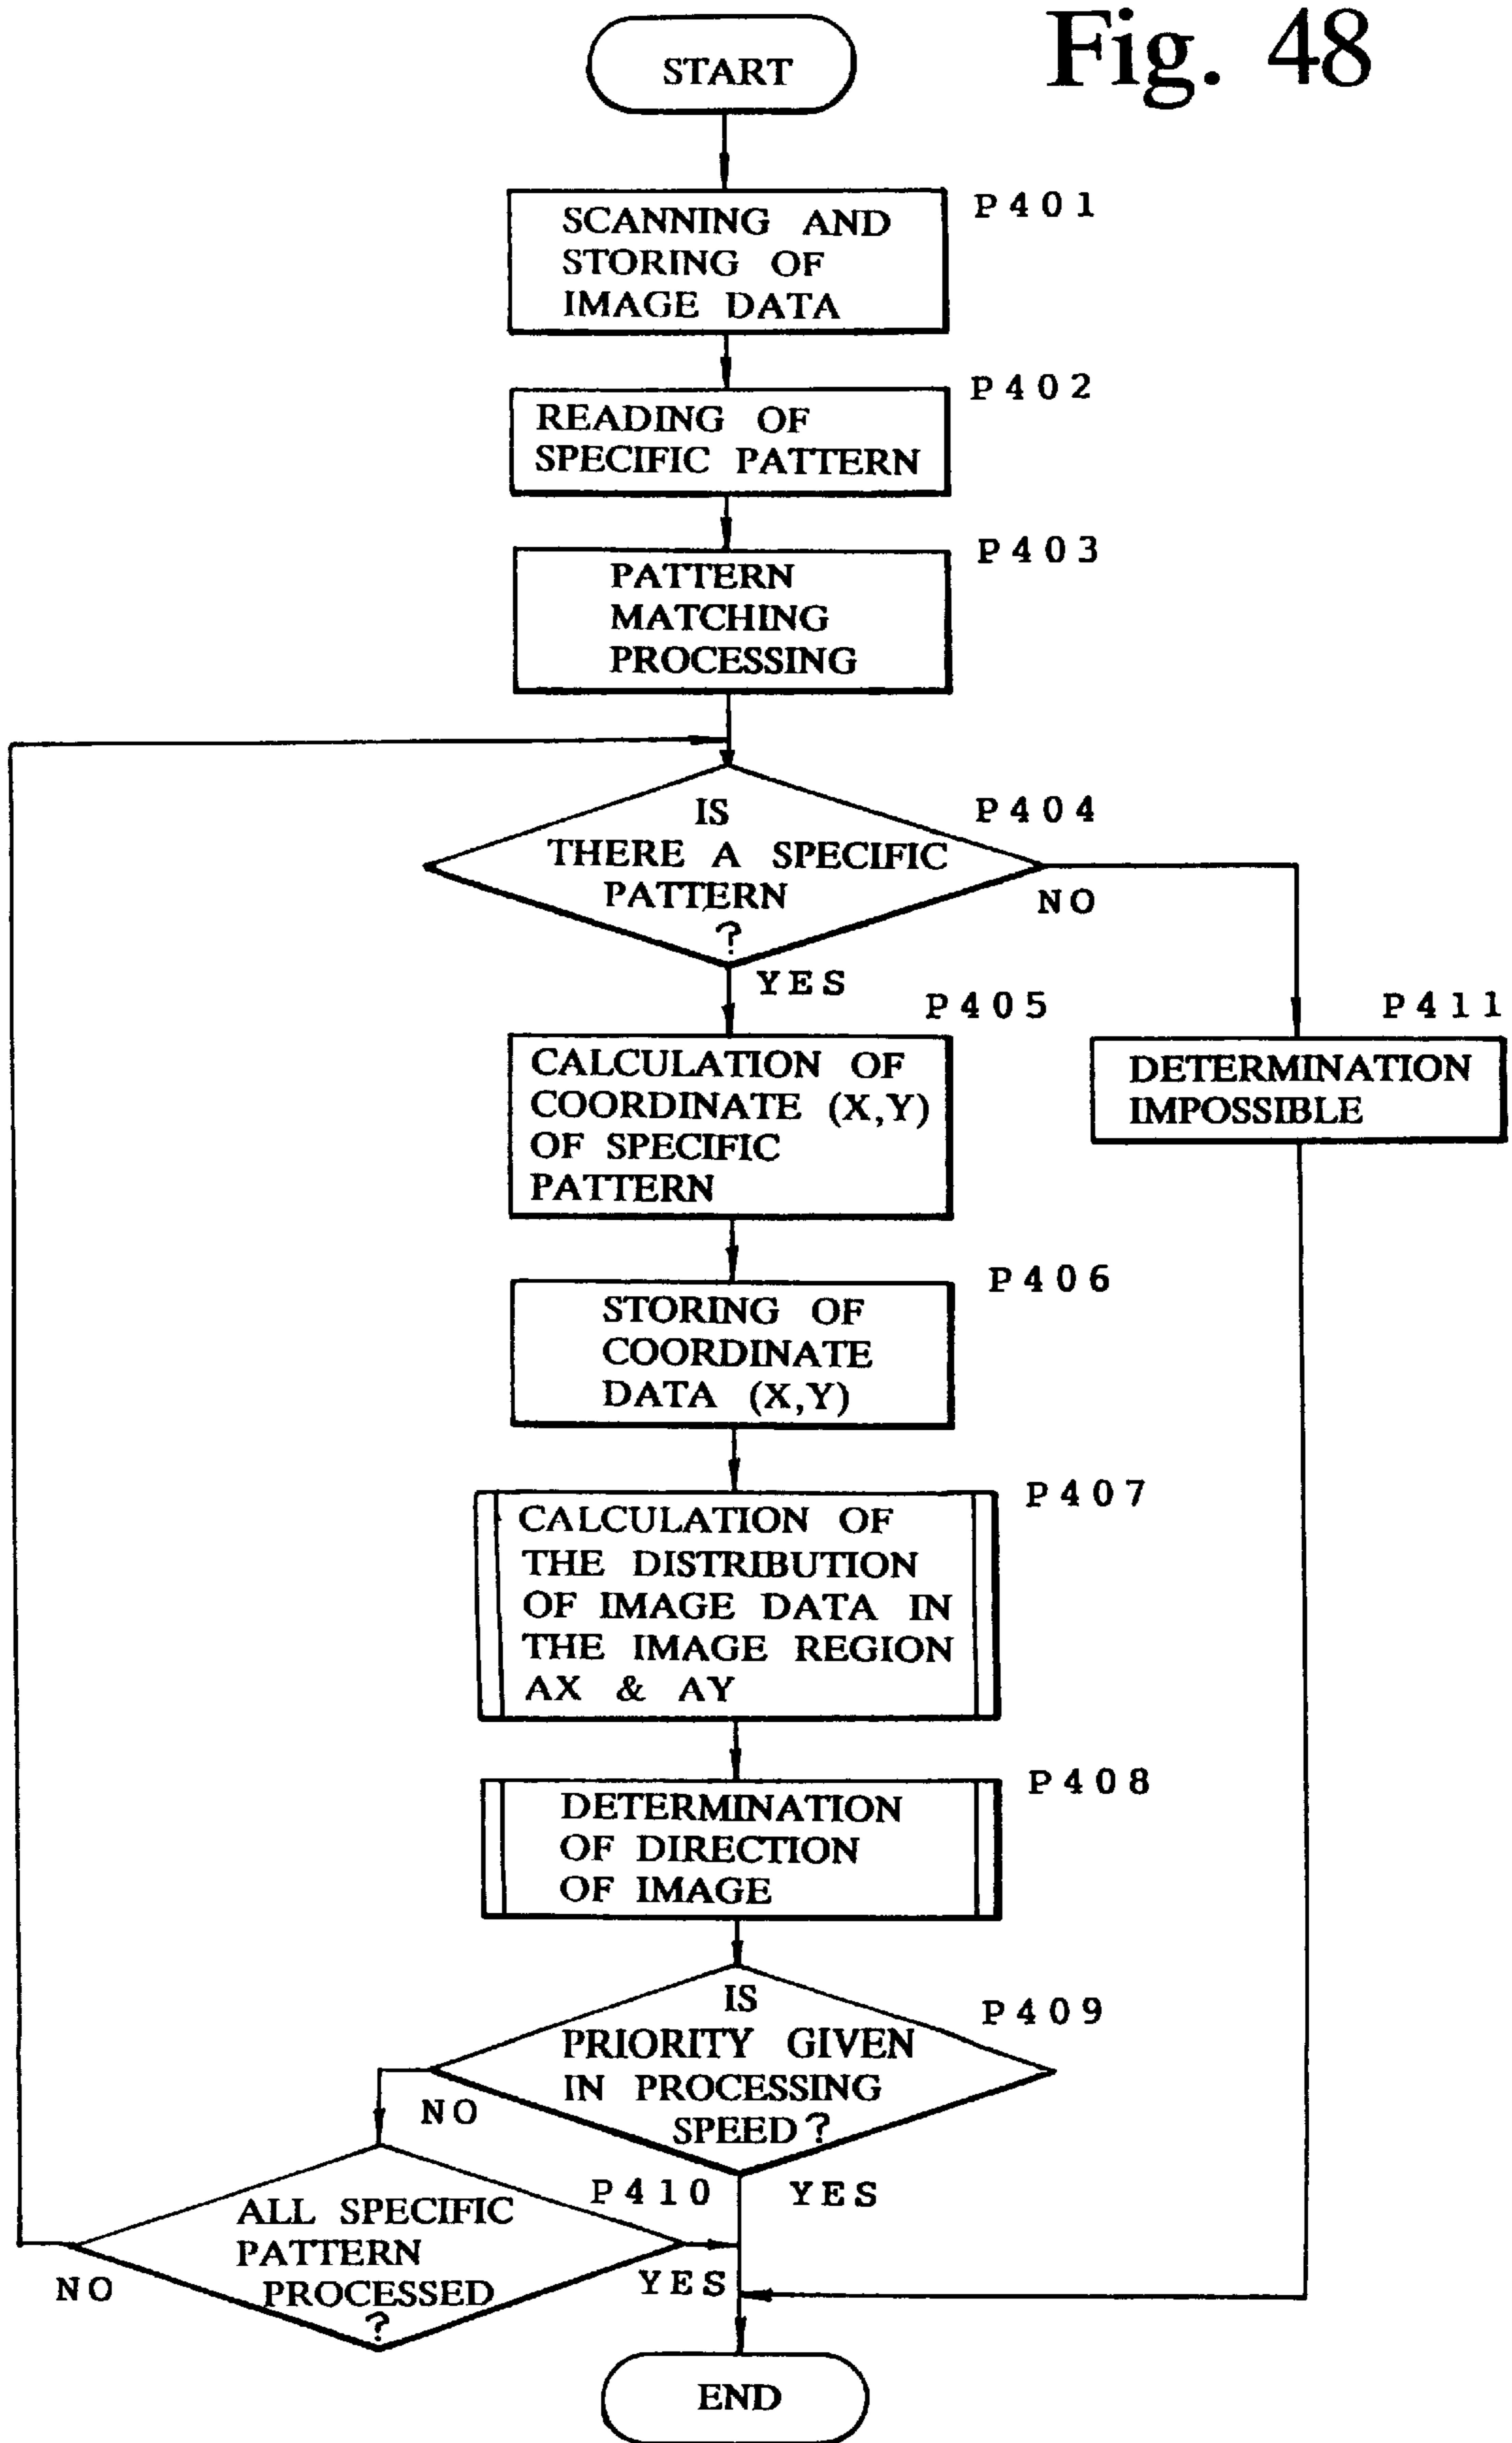 Fig. 48
START
P401
SCANNING AND
STORING OF
IMAGE DATA
P402
READING OF
SPECIFIC PATTERN
P403
PATTERN
MATCHING
PROCESSING
P404
IS
THERE A SPECIFIC
PATTERN
?
NO
YES
P405
CALCULATION OF
COORDINATE (X,Y)
OF SPECIFIC
PATTERN
P411
DETERMINATION
IMPOSSIBLE
P406
STORING OF
COORDINATE
DATA (X,Y)
P407
CALCULATION OF
THE DISTRIBUTION
OF IMAGE DATA IN
THE IMAGE REGION
AX & AY
P408
DETERMINATION
OF DIRECTION
OF IMAGE
P409
IS
PRIORITY GIVEN
IN PROCESSING
SPEED?
NO
YES
P410
ALL SPECIFIC
PATTERN
PROCESSED
?
NO
YES
END